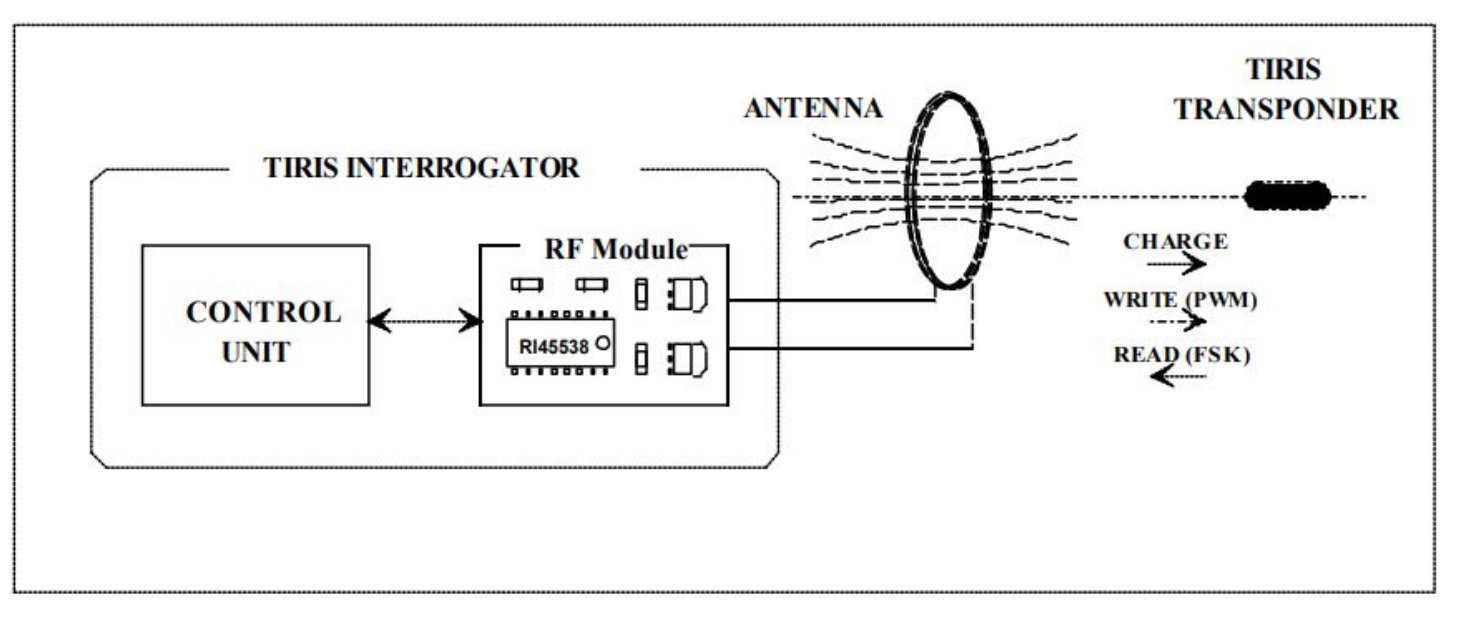 TIRIS
TRANSPONDER
ANTENNA
TIRIS INTERROGATOR
RF Module
CONTROL
UNIT
RI45538
CHARGE
WRITE (PWM)
READ (FSK)